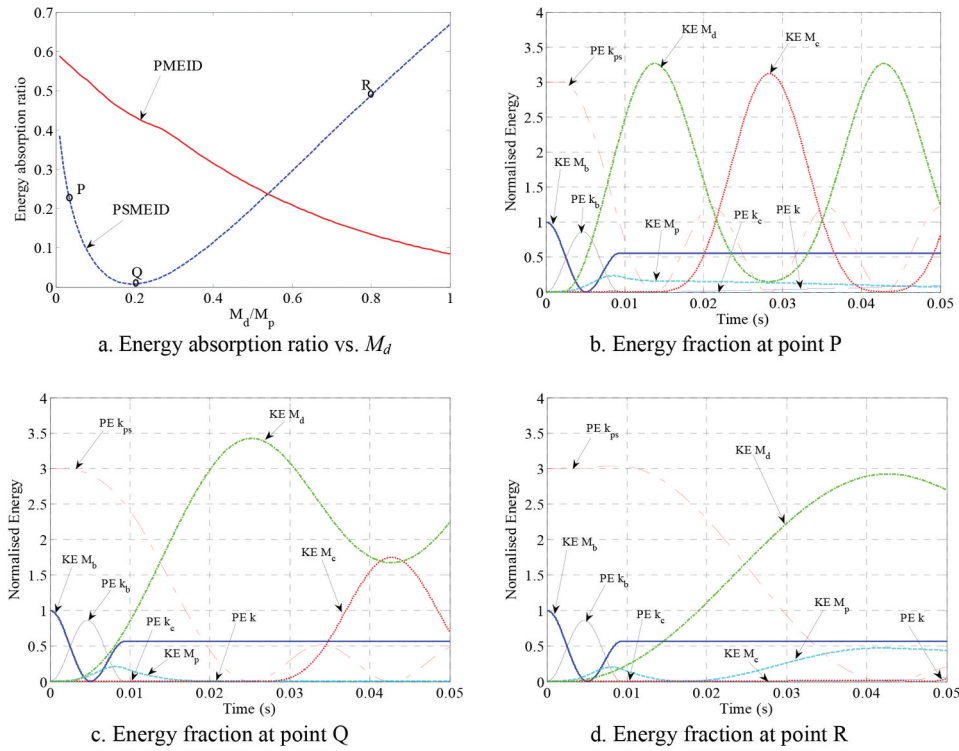 0.7
0.6
0.5
0.4
0.3
0.2
0.1
0
Energy absorption ratio
PMEID
PSMEID
P
Q
R
0 0.2 0.4 0.6 0.8 1
M_d/M_p
a. Energy absorption ratio vs. M_d
4
3.5
3
2.5
2
1.5
1
0.5
0
Normalised Energy
PE k_ps
KE M_d
KE M_c
KE M_b
PE k_b
KE M_p
PE k_c
PE k
0 0.01 0.02 0.03 0.04 0.05
Time (s)
b. Energy fraction at point P
4
3.5
3
2.5
2
1.5
1
0.5
0
Normalised Energy
PE k_ps
KE M_d
KE M_b
PE k_b
KE M_c
PE k_c
PE k
KE M_p
0 0.01 0.02 0.03 0.04 0.05
Time (s)
c. Energy fraction at point Q
4
3.5
3
2.5
2
1.5
1
0.5
0
Normalised Energy
PE k_ps
KE M_d
KE M_b
PE k_b
PE k_c
KE M_p
KE M_c
PE k
0 0.01 0.02 0.03 0.04 0.05
Time (s)
d. Energy fraction at point R